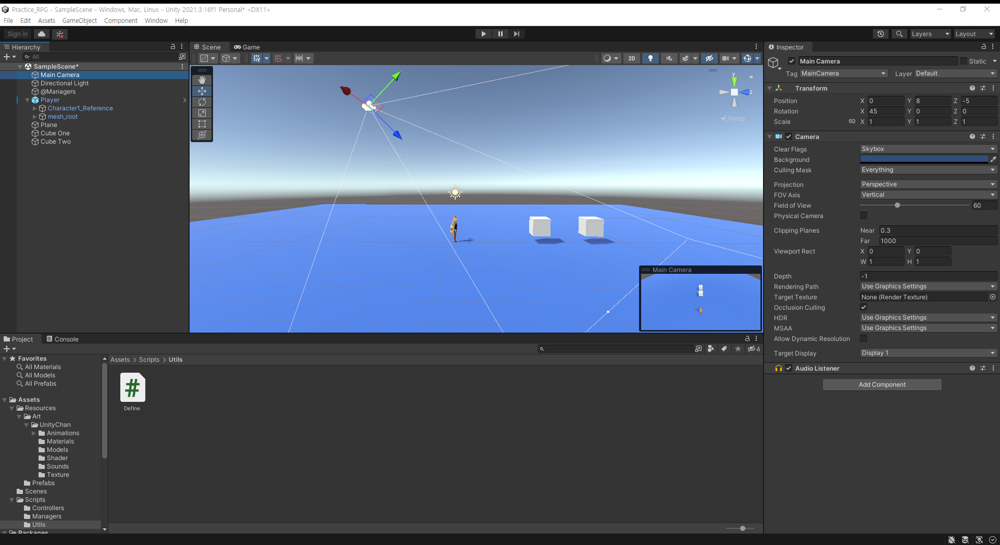 Practice_RPG - SampleScene - Windows, Mac, Linux - Unity 2021.3.16f1 Personal* <DX11>
File Edit Assets GameObject Component Window Help
Sign in
Layers Layout
Hierarchy
All
SampleScene*
Main Camera
Directional Light
@Managers
Player
Character1_Reference
mesh_root
Plane
Cube One
Cube Two
Scene Game
2D
y
z
Persp
Main Camera
Inspector
Main Camera Static
Tag MainCamera Layer Default
Transform
Position X 0 Y 8 Z -5
Rotation X 45 Y 0 Z 0
Scale X 1 Y 1 Z 1
Camera
Clear Flags Skybox
Background
Culling Mask Everything
Projection Perspective
FOV Axis Vertical
Field of View 60
Physical Camera
Clipping Planes Near 0.3
Far 1000
Viewport Rect X 0 Y 0
W 1 H 1
Depth -1
Rendering Path Use Graphics Settings
Target Texture None (Render Texture)
Occlusion Culling
HDR Use Graphics Settings
MSAA Use Graphics Settings
Allow Dynamic Resolution
Target Display Display 1
Audio Listener
Add Component
Project Console
4
Favorites
All Materials
All Models
All Prefabs
Assets
Resources
Art
UnityChan
Animations
Materials
Models
Shader
Sounds
Texture
Prefabs
Scenes
Scripts
Controllers
Managers
Utils
Packages
Assets > Scripts > Utils
#
Define